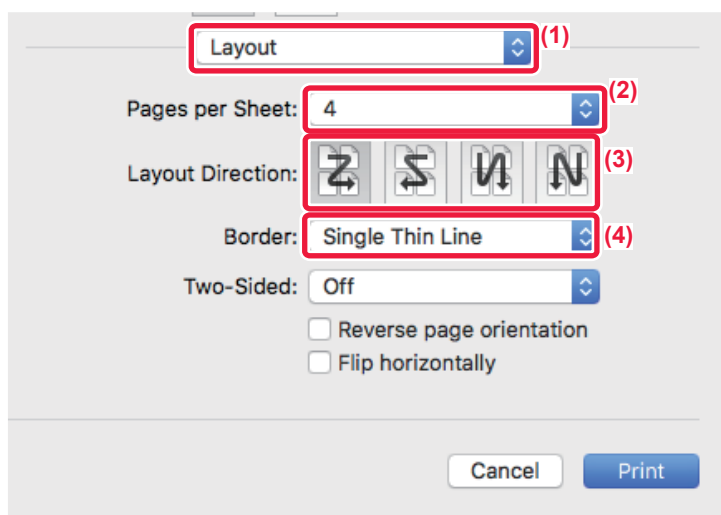 Layout (1)
Pages per Sheet: 4 (2)
Layout Direction: (3)
Border: Single Thin Line (4)
Two-Sided: Off
Reverse page orientation
Flip horizontally
Cancel Print